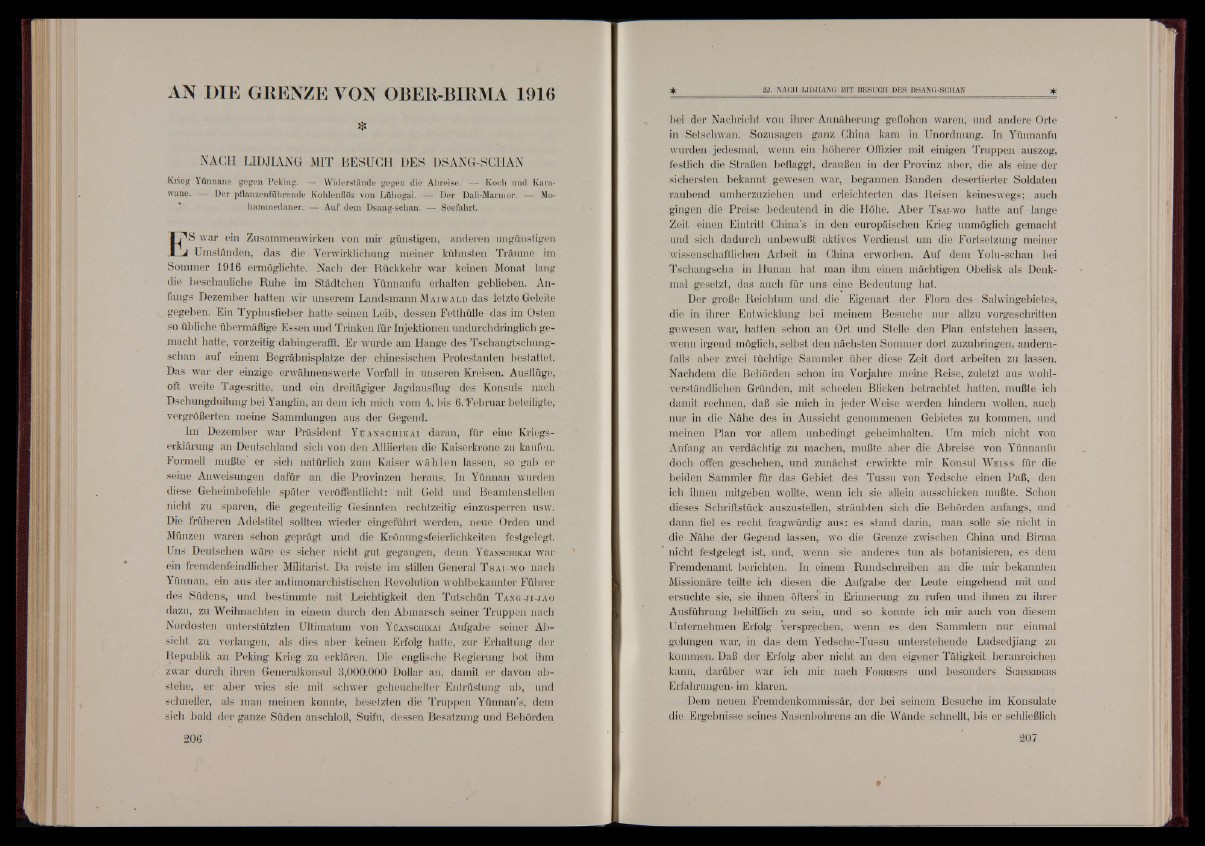 AN DIE GRENZE VON OBER-BIRMA 1916
*
NACH LIDJIANG MIT BESUCH DES DSANG-SCHAN
Krieg Yünnans gegen Peking. — Widerstände gegen die Abreise. — Koch und Kara-
wane. — Der pflanzenführende Kohlenflöz von Lühogai. — Der Dali-Marmor. — Mo-
hammedaner. — Auf dem Dsang-schan. — Seefahrt.
ES war ein Zusammenwirken von mir günstigen, anderen ungünstigen
Umständen, das die Verwirklichung meiner kühnsten Träume im
Sommer 1916 ermöglichte. Nach der Rückkehr war keinen Monat lang
die beschauliche Ruhe im Städtchen Yünnanfu erhalten geblieben. An-
fangs Dezember hatten wir unserem Landsmann MAIWALD das letzte Geleite
gegeben. Ein Typhusfieber hatte seinen Leib, dessen Fetthülle das im Osten
so übliche übermäßige Essen und Trinken für Injektionen undurchdringlich ge-
macht hatte, vorzeitig dahingerafft. Er wurde am Hange des Tschangtschung-
schan auf einem Begräbnisplatze der chinesischen Protestanten bestattet.
Das war der einzige erwähnenswerte Vorfall in unseren Kreisen. Ausflüge,
oft weite Tagesritte, und ein dreitägiger Jagdausflug des Konsuls nach
Dschungduilung bei Yanglin, an dem ich mich vom 4. bis 6. Februar beteiligte,
vergrößerten meine Sammlungen aus der Gegend.
Im Dezember war Präsident YÜANSCHIKAI daran, für eine Kriegs-
erklärung an Deutschland sich von den Alliierten die Kaiserkrone zu kaufen.
Formell mußte er sich natürlich zum Kaiser wählen lassen, so gab er
seine Anweisungen dafür an die Provinzen heraus. In Yünnan wurden
diese Geheimbefehle später veröffentlicht: mit Geld und Beamtenstellen
nicht zu sparen, die gegenteilig Gesinnten rechtzeitig einzusperren usw.
Die früheren Adelstitel sollten wieder eingeführt werden, neue Orden und
Münzen waren schon geprägt und die Krönungsfeierlichkeiten festgelegt.
Uns Deutschen wäre es sicher nicht gut gegangen, denn YÜANSCHIKAI war
ein fremdenfeindlicher Militarist. Da reiste im stillen General TSAI-WO nach
Yünnan, ein aus der antimonarchistischen Revolution wohlbekannter Führer
des Südens, und bestimmte mit Leichtigkeit den Tutschün TANG-JI-JAO
dazu, zu Weihnachten in einem durch den Abmarsch seiner Truppen nach
Nordosten unterstützten Ultimatum von YÜANSCHIKAI Aufgabe seiner Ab-
sicht zu verlangen, als dies aber keinen Erfolg hatte, zur Erhaltung der
Republik an Peking Krieg zu erklären. Die englische Regierung bot ihm
zwar durch ihren Generalkonsul 3,000.000 Dollar an, damit er davon ab-
stehe, er aber wies sie mit schwer geheuchelter Entrüstung ab, und
schneller, als man meinen konnte, besetzten die Truppen Yünnan's, dem
sich bald der ganze Süden anschloß, Suifu, dessen Besatzung und Behörden
206
* 22. NACH LIDJIANG MIT BESUCH DES DSANG-SCHAN *
bei der Nachricht von ihrer Annäherung geflohen waren, und andere Orte
in Setschwan. Sozusagen ganz China kam in Unordnung. In Yünnanfu
wurden jedesmal, wenn ein höherer Offizier mit einigen Truppen auszog,
festlich die Straßen beflaggt, draußen in der Provinz aber, die als eine der
sichersten bekannt gewesen war, begannen Banden desertierter Soldaten
raubend umherzuziehen und erleichterten das Reisen keineswegs; auch
gingen die Preise bedeutend in die Höhe. Aber TSAI-WO hatte auf lange
Zeit einen Eintritt China's in den europäischen Krieg unmöglich gemacht
und sich dadurch unbewußt aktives Verdienst um die Fortsetzung meiner
wissenschaftlichen Arbeit in China erworben. Auf dem Yolu-schan bei
Tschangscha in Hunan hat man ihm einen mächtigen Obelisk als Denk-
mal gesetzt, das auch für uns eine Bedeutung hat.
Der große Reichtum und die Eigenart der Flora des Salwingebietes,
die in ihrer Entwicklung bei meinem Besuche nur allzu vorgeschritten
gewesen war, hatten schon an Ort und Stelle den Plan entstehen lassen,
wenn irgend möglich, selbst den nächsten Sommer dort zuzubringen, andern-
falls aber zwei tüchtige Sammler über diese Zeit dort arbeiten zu lassen.
Nachdem die Behörden schon im Vorjahre meine Reise, zuletzt aus wohl-
verständlichen Gründen, mit scheelen Blicken betrachtet hatten, mußte ich
damit rechnen, daß sie mich in jeder Weise werden hindern wollen, auch
nur in die Nähe des in Aussicht genommenen Gebietes zu kommen, und
meinen Plan vor allem unbedingt geheimhalten. Um mich nicht von
Anfang an verdächtig zu machen, mußte aber die Abreise von Yünnanfu
doch offen geschehen, und zunächst erwirkte mir Konsul WEISS für die
beiden Sammler für das Gebiet des Tussu von Yedsche einen Paß, den
ich ihnen mitgeben wollte, wenn ich sie allein ausschicken mußte. Schon
dieses Schriftstück auszustellen, sträubten sich die Behörden anfangs, und
dann fiel es recht fragwürdig aus: es stand darin, man solle sie nicht in
die Nähe der Gegend lassen, wo die Grenze zwischen China und Birma
nicht festgelegt ist, und, wenn sie anderes tun als botanisieren, es dem
Fremdenamt berichten. In einem Rundschreiben an die mir bekannten
Missionäre teilte ich diesen die Aufgabe der Leute eingehend mit und
ersuchte sie, sie ihnen öfters in Erinnerung zu rufen und ihnen zu ihrer
Ausführung behilflich zu sein, und so konnte ich mir auch von diesem
Unternehmen Erfolg versprechen, wenn es den Sammlern nur einmal
gelungen war, in das dem Yedsche-Tussu unterstehende Ludsedjiang zu
kommen. Daß der Erfolg aber nicht an den eigener Tätigkeit heranreichen
kann, darüber war ich mir nach FORRESTS und besonders SCHNEIDERS
Erfahrungen im klaren.
Dem neuen Fremdenkommissär, der bei seinem Besuche im Konsulate
die Ergebnisse seines Nasenbohrens an die Wände schnellt, bis er schließlich
207